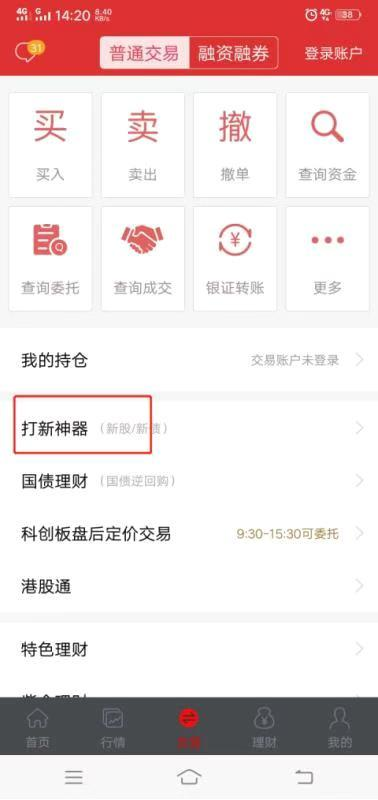 4G G 14:20 8.40 KB/s 4G 38
31 普通交易 融资融券 登录账户
买 卖 撤
买入 卖出 撤单 查询资金
查询委托 查询成交 银证转账 更多
我的持仓 交易账户未登录
打新神器 (新股/新债)
国债理财 (国债逆回购)
科创板盘后定价交易 9:30-15:30可委托
港股通
特色理财
首页 行情 交易 理财 我的